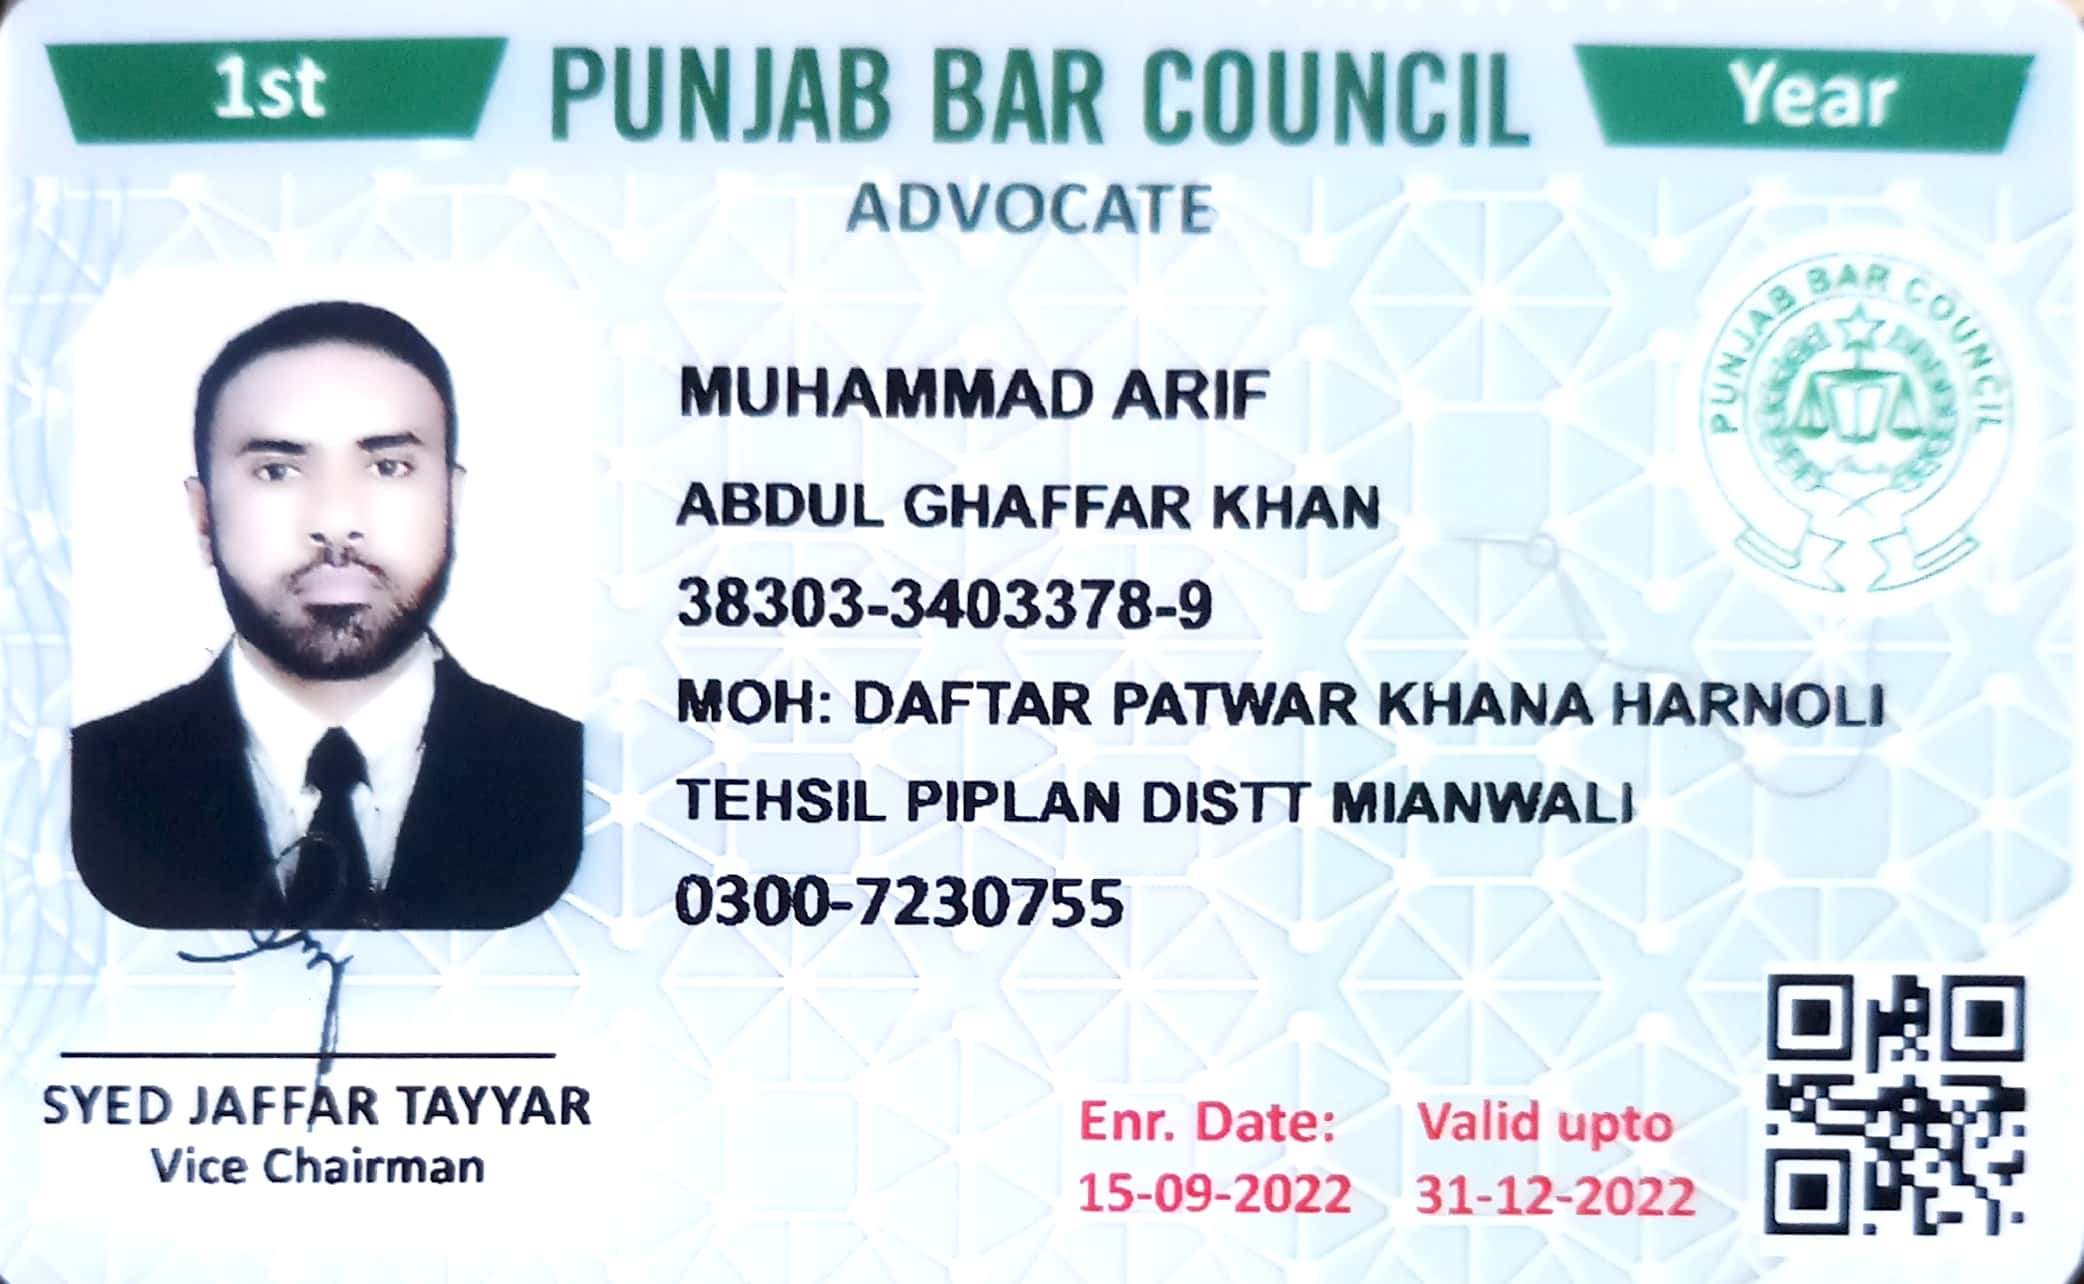 1st PUNJAB BAR COUNCIL Year
ADVOCATE
PUNJAB BAR COUNCIL
MUHAMMAD ARIF
ABDUL GHAFFAR KHAN
38303-3403378-9
MOH: DAFTAR PATWAR KHANA HARNOLI
TEHSIL PIPLAN DISTT MIANWALI
0300-7230755
SYED JAFFAR TAYYAR
Vice Chairman
Enr. Date: Valid upto
15-09-2022 31-12-2022